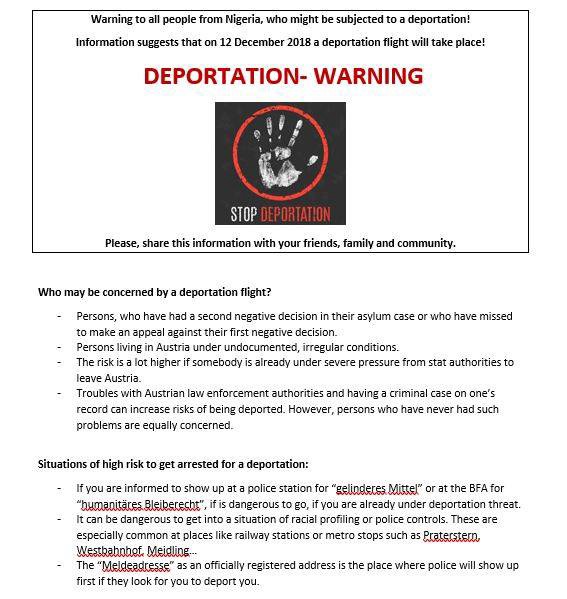 Warning to all people from Nigeria, who might be subjected to a deportation!
Information suggests that on 12 December 2018 a deportation flight will take place!
DEPORTATION- WARNING
STOP DEPORTATION
Please, share this information with your friends, family and community.
Who may be concerned by a deportation flight?
- Persons, who have had a second negative decision in their asylum case or who have missed
to make an appeal against their first negative decision.
- Persons living in Austria under undocumented, irregular conditions.
- The risk is a lot higher if somebody is already under severe pressure from stat authorities to
leave Austria.
- Troubles with Austrian law enforcement authorities and having a criminal case on one's
record can increase risks of being deported. However, persons who have never had such
problems are equally concerned.
Situations of high risk to get arrested for a deportation:
- If you are informed to show up at a police station for "gelinderes Mittel" or at the BFA for
"humanitäres Bleiberecht", if is dangerous to go, if you are already under deportation threat.
- It can be dangerous to get into a situation of racial profiling or police controls. These are
especially common at places like railway stations or metro stops such as Praterstern,
Westbahnhof, Meidling...
- The "Meldeadresse" as an officially registered address is the place where police will show up
first if they look for you to deport you.